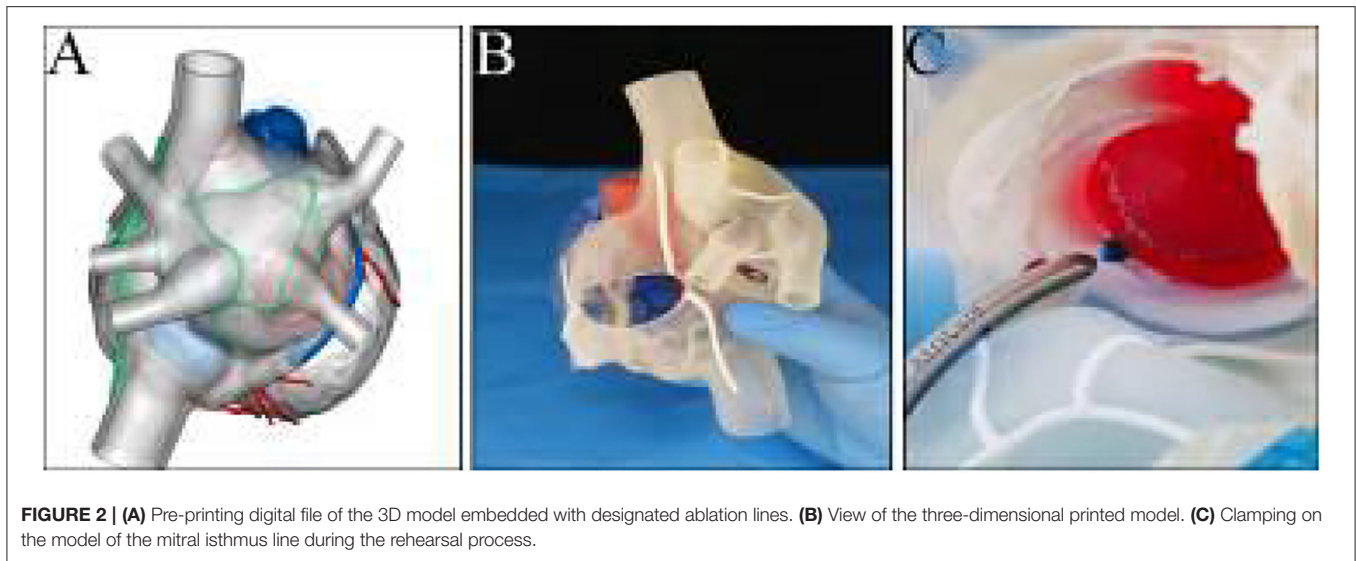 A
B
C
FIGURE 2 | (A) Pre-printing digital file of the 3D model embedded with designated ablation lines. (B) View of the three-dimensional printed model. (C) Clamping on
the model of the mitral isthmus line during the rehearsal process.